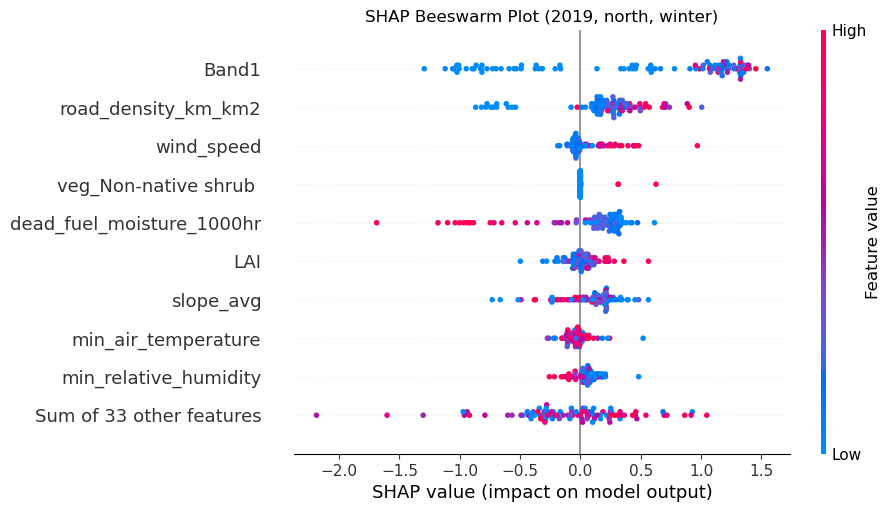 SHAP Beeswarm Plot (2019, north, winter)
High
Band1
road_density_km_km2
wind_speed
veg_Non-native shrub
dead_fuel_moisture_1000hr
LAI
slope_avg
min_air_temperature
min_relative_humidity
Sum of 33 other features
Feature value
Low
−2.0 −1.5 −1.0 −0.5 0.0 0.5 1.0 1.5
SHAP value (impact on model output)